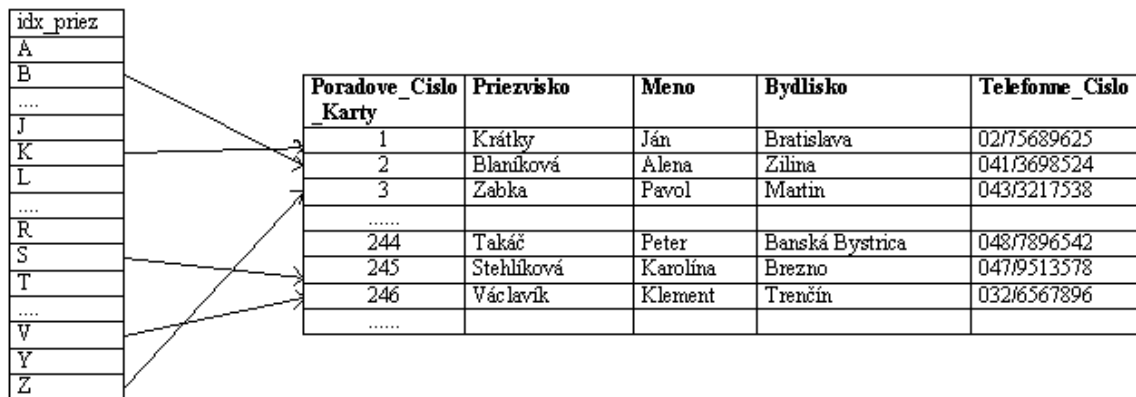 idx_priez
A
B
....
J
K
L
....
R
S
T
....
V
Y
Z
Poradove_Cislo_Karty Priezvisko Meno Bydlisko Telefonne_Cislo
1 Krátky Ján Bratislava 02/75689625
2 Blaníková Alena Zilina 041/3698524
3 Zabka Pavol Martin 043/3217538
......
244 Takáč Peter Banská Bystrica 048/7896542
245 Stehlíková Karolína Brezno 047/9513578
246 Václavík Klement Trenčín 032/6567896
......